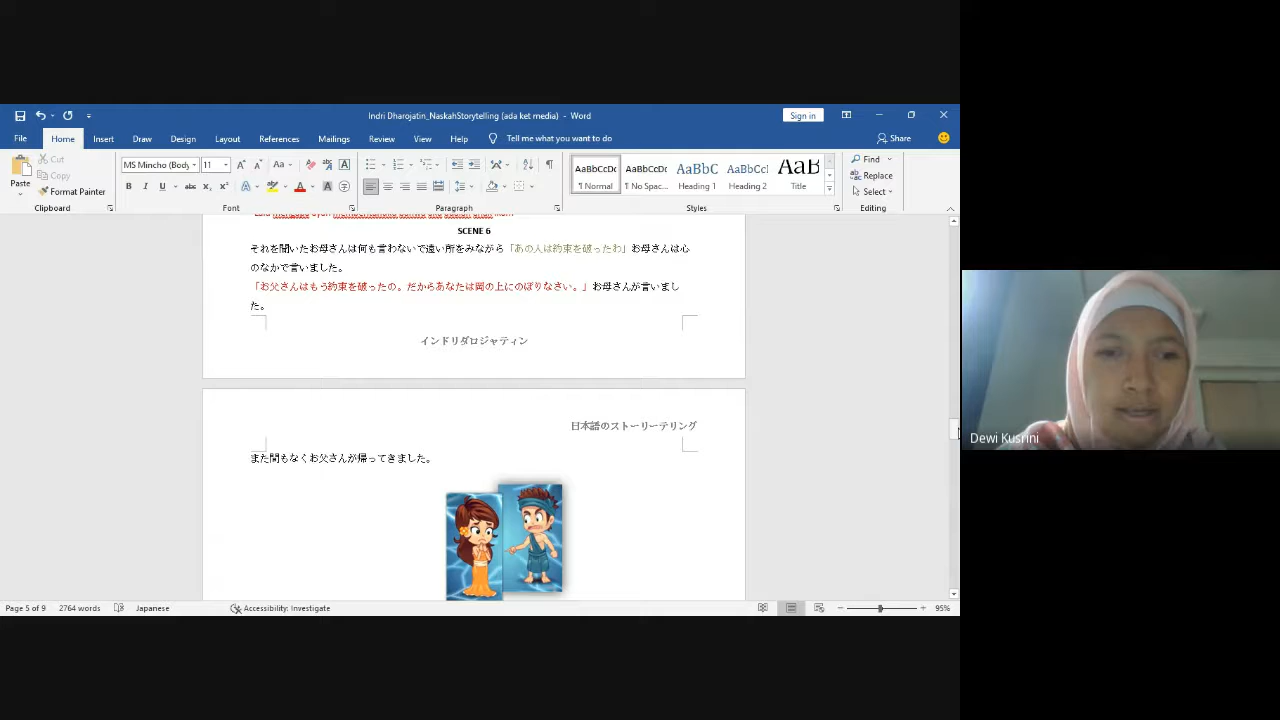 Indri Dharojatin_NaskahStorytelling (ada ket media) - Word
Sign in
File Home Insert Draw Design Layout References Mailings Review View Help Tell me what you want to do
Share
Paste
Cut
Copy
Format Painter
Clipboard
MS Mincho (Body 11
Font
Paragraph
AaBbCcDc AaBbCcDc AaBbC AaBbCcl AaB
¶ Normal ¶ No Spac... Heading 1 Heading 2 Title
Styles
Find
Replace
Select
Editing
SCENE 6
それを聞いたお母さんは何も言わないで遠い所をみながら「あの人は約束を破ったわ」お母さんは心
のなかで言いました。
「お父さんはもう約束を破ったの。だからあなたは岡の上にのぼりなさい。」お母さんが言いまし
た。
インドリダロジャティン
日本語のストーリーテリング
また間もなくお父さんが帰ってきました。
Dewi Kusrini
Page 5 of 9 2764 words Japanese Accessibility: Investigate 95%